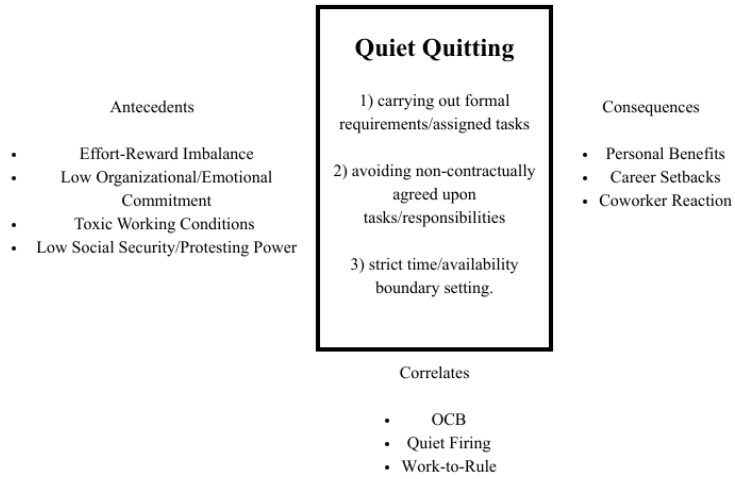 Quiet Quitting
1) carrying out formal
requirements/assigned tasks
2) avoiding non-contractually
agreed upon
tasks/responsibilities
3) strict time/availability
boundary setting.
Antecedents
• Effort-Reward Imbalance
• Low Organizational/Emotional
Commitment
• Toxic Working Conditions
• Low Social Security/Protesting Power
Consequences
• Personal Benefits
• Career Setbacks
• Coworker Reaction
Correlates
• OCB
• Quiet Firing
• Work-to-Rule